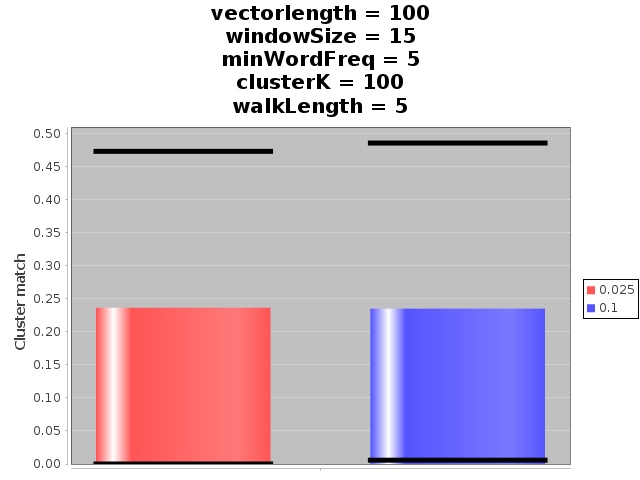 vectorlength = 100
windowSize = 15
minWordFreq = 5
clusterK = 100
walkLength = 5
0.50
0.45
0.40
0.35
0.30
0.25
0.20
0.15
0.10
0.05
0.00
Cluster match
0.025
0.1